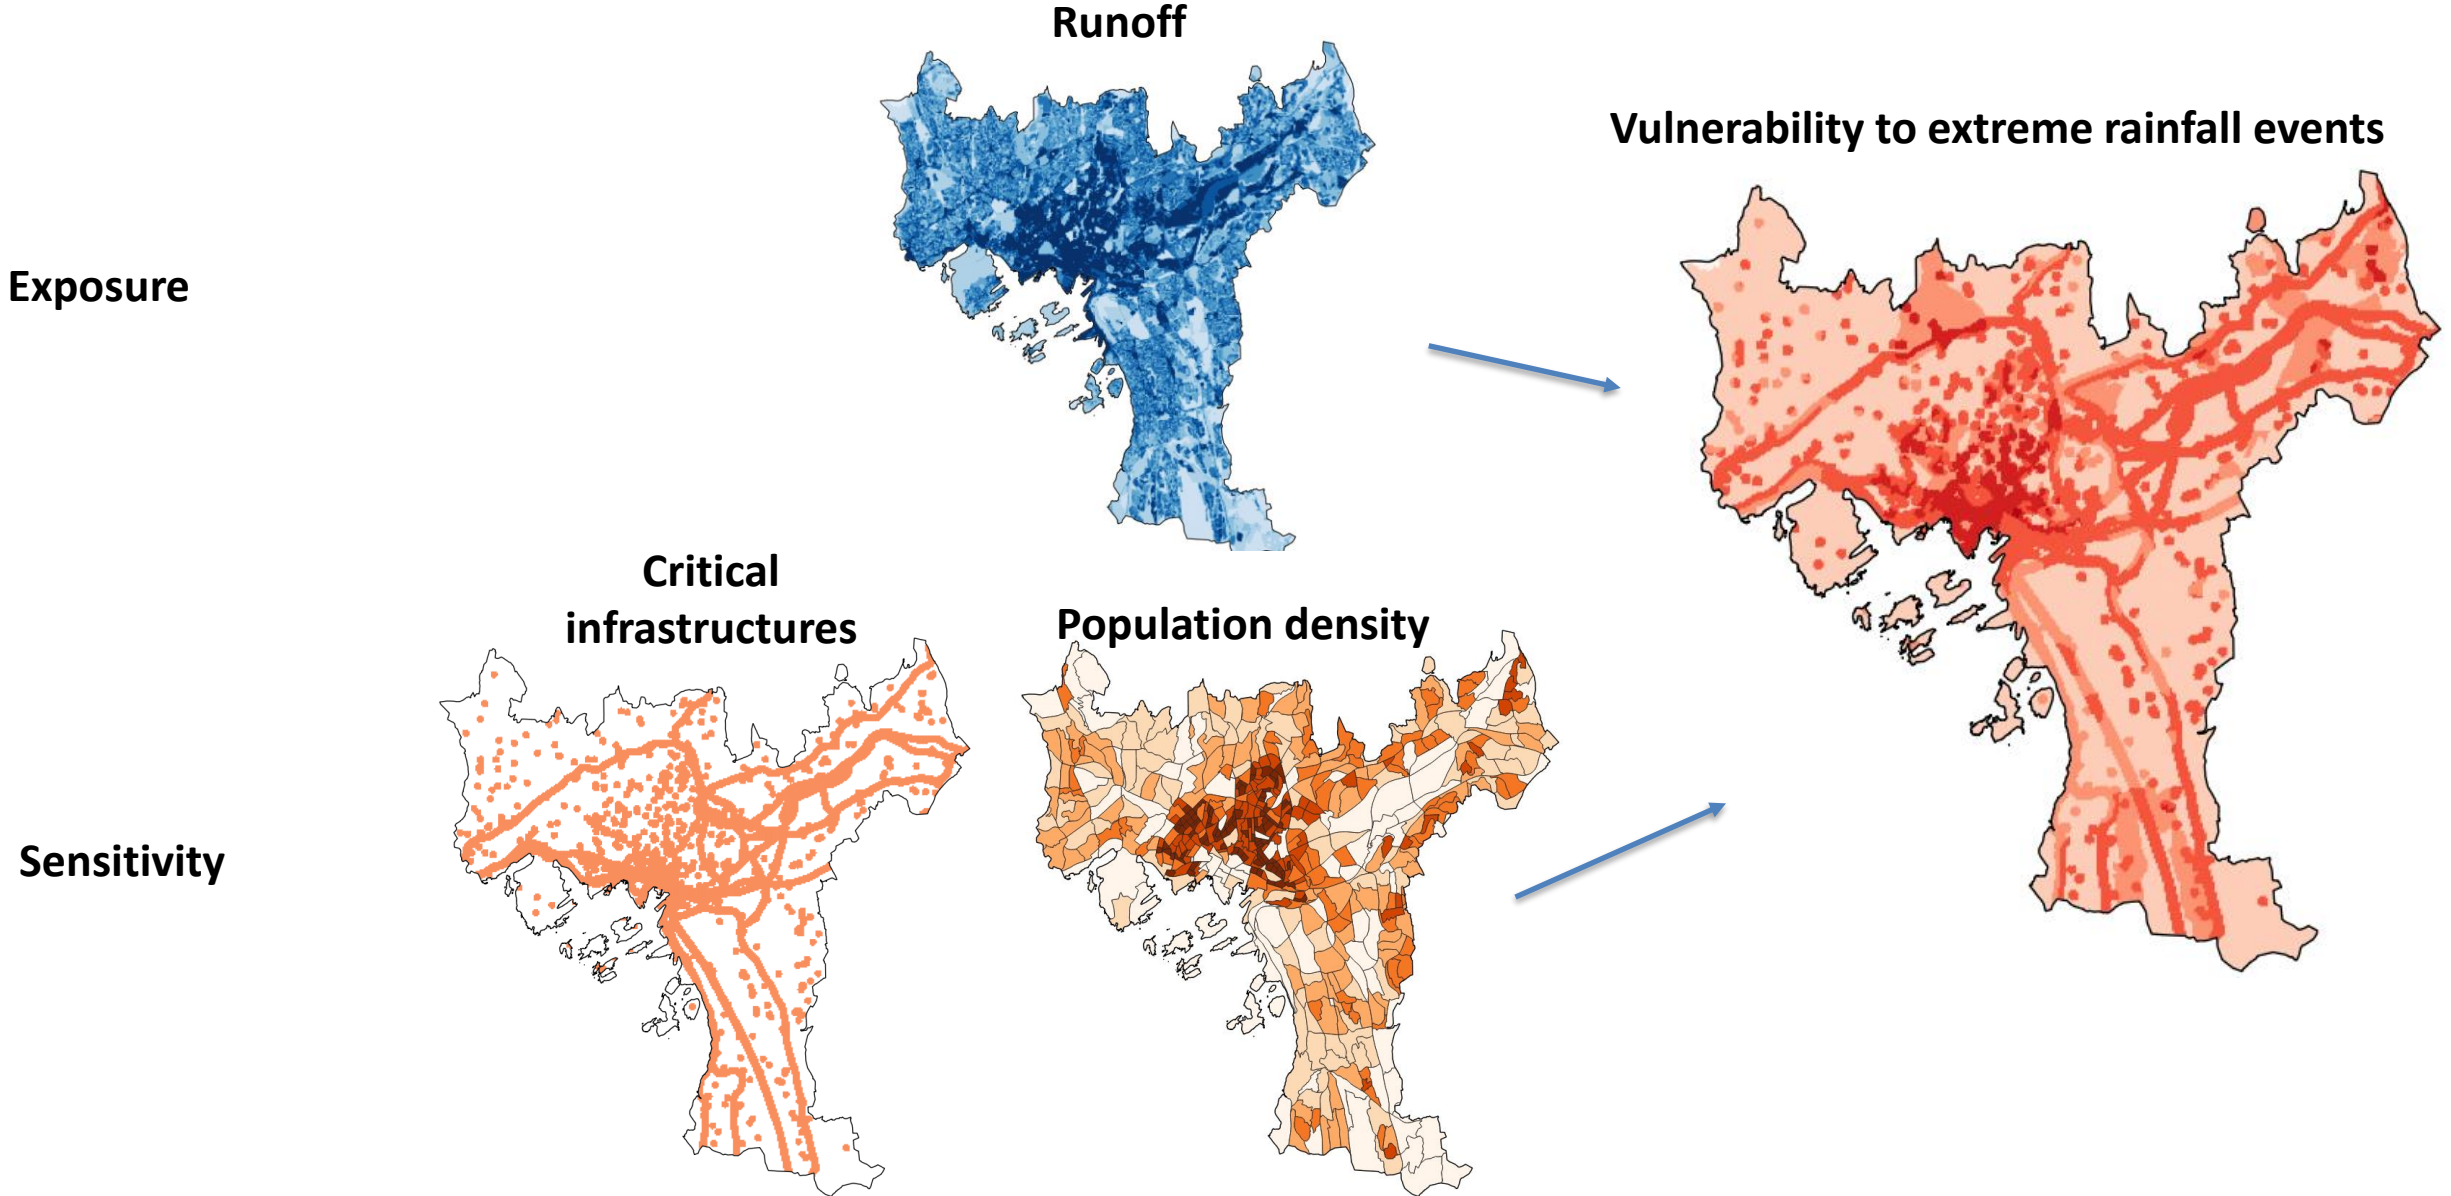 Runoff
Vulnerability to extreme rainfall events
Exposure
Critical
infrastructures
Population density
Sensitivity